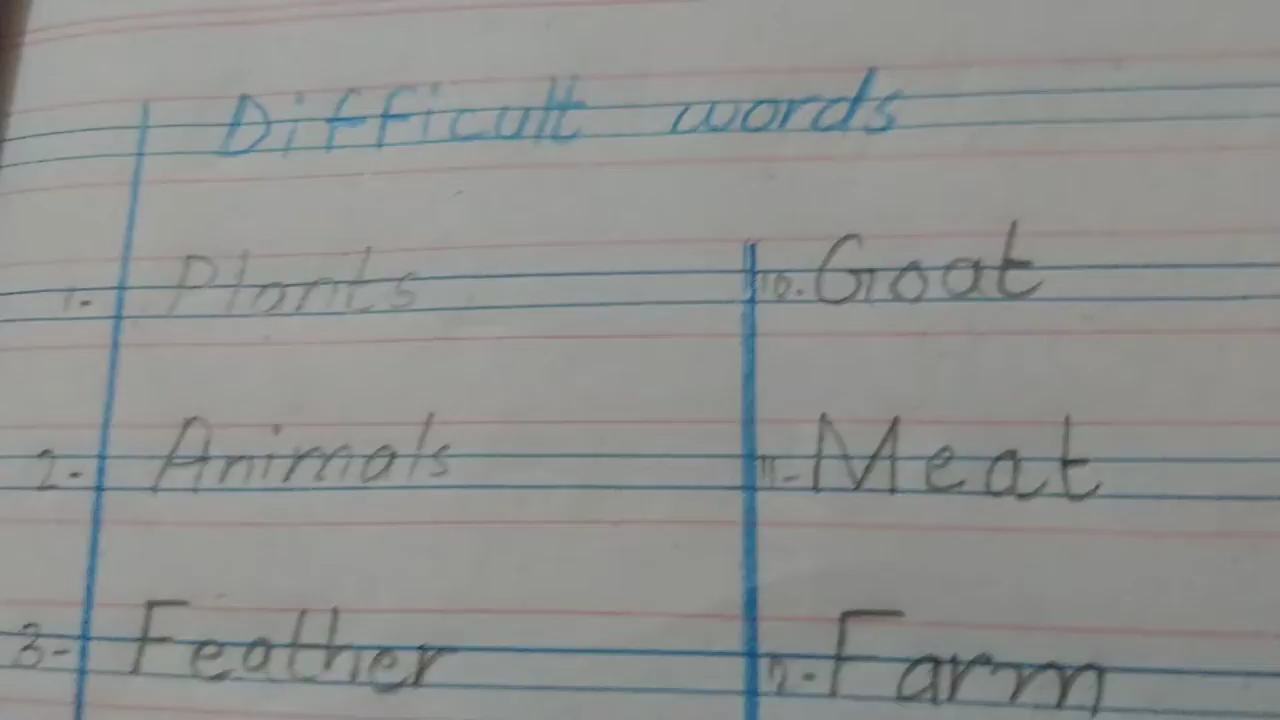 Difficult words
1- Plants
2- Animals
3- Feather
10. Goat
11- Meat
12- Farm